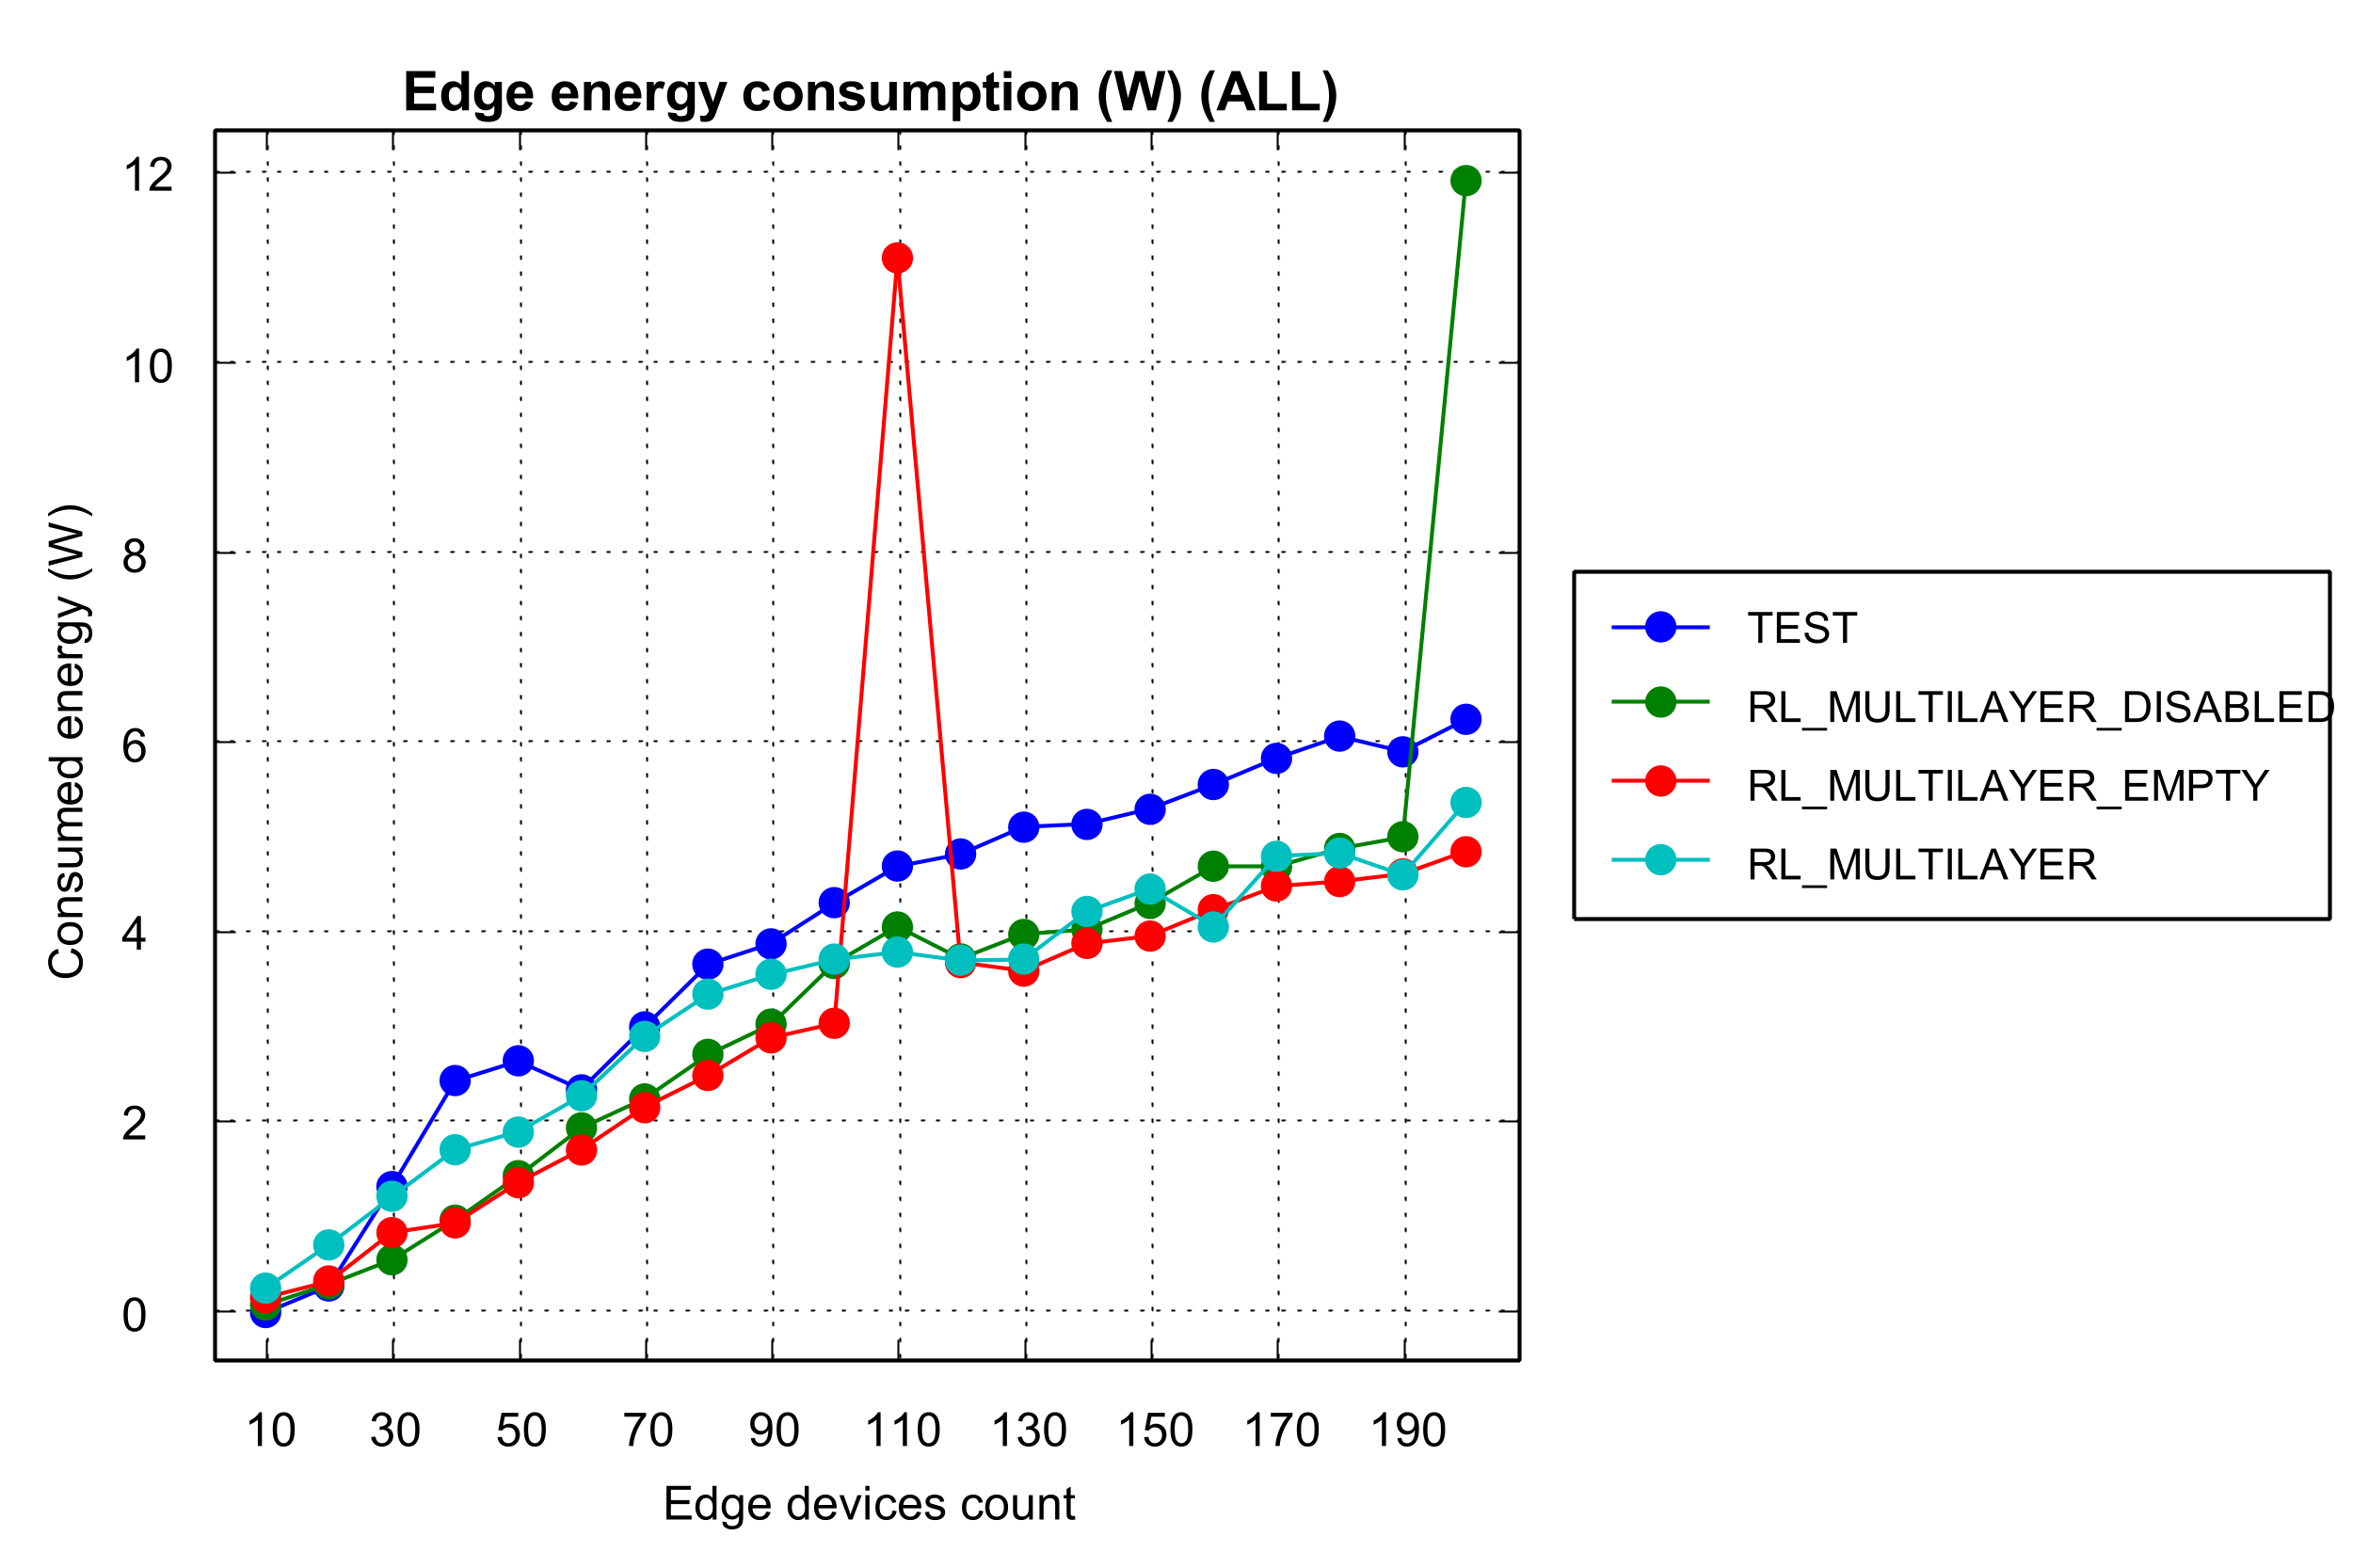 Edge energy consumption (W) (ALL)
12
10
8
6
4
2
0
Consumed energy (W)
10 30 50 70 90 110 130 150 170 190
Edge devices count
TEST
RL_MULTILAYER_DISABLED
RL_MULTILAYER_EMPTY
RL_MULTILAYER